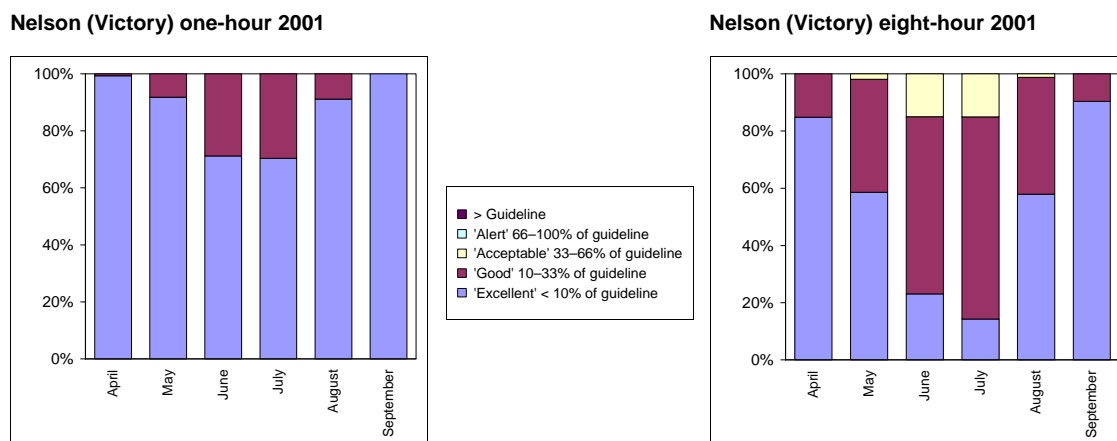 Nelson (Victory) one-hour 2001
100%
80%
60%
40%
20%
0%
April
May
June
July
August
September
> Guideline
'Alert' 66–100% of guideline
'Acceptable' 33–66% of guideline
'Good' 10–33% of guideline
'Excellent' < 10% of guideline
Nelson (Victory) eight-hour 2001
100%
80%
60%
40%
20%
0%
April
May
June
July
August
September